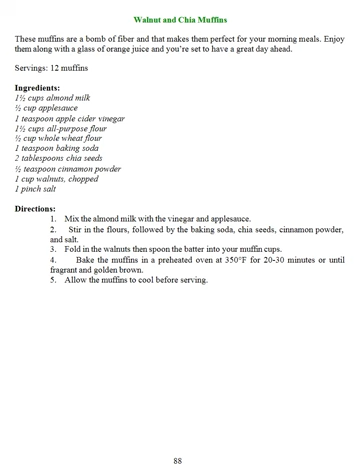 Walnut and Chia Muffins
These muffins are a bomb of fiber and that makes them perfect for your morning meals. Enjoy
them along with a glass of orange juice and you're set to have a great day ahead.
Servings: 12 muffins
Ingredients:
1½ cups almond milk
½ cup applesauce
1 teaspoon apple cider vinegar
1½ cups all-purpose flour
½ cup whole wheat flour
1 teaspoon baking soda
2 tablespoons chia seeds
½ teaspoon cinnamon powder
1 cup walnuts, chopped
1 pinch salt
Directions:
1. Mix the almond milk with the vinegar and applesauce.
2. Stir in the flours, followed by the baking soda, chia seeds, cinnamon powder,
and salt.
3. Fold in the walnuts then spoon the batter into your muffin cups.
4. Bake the muffins in a preheated oven at 350°F for 20-30 minutes or until
fragrant and golden brown.
5. Allow the muffins to cool before serving.
88